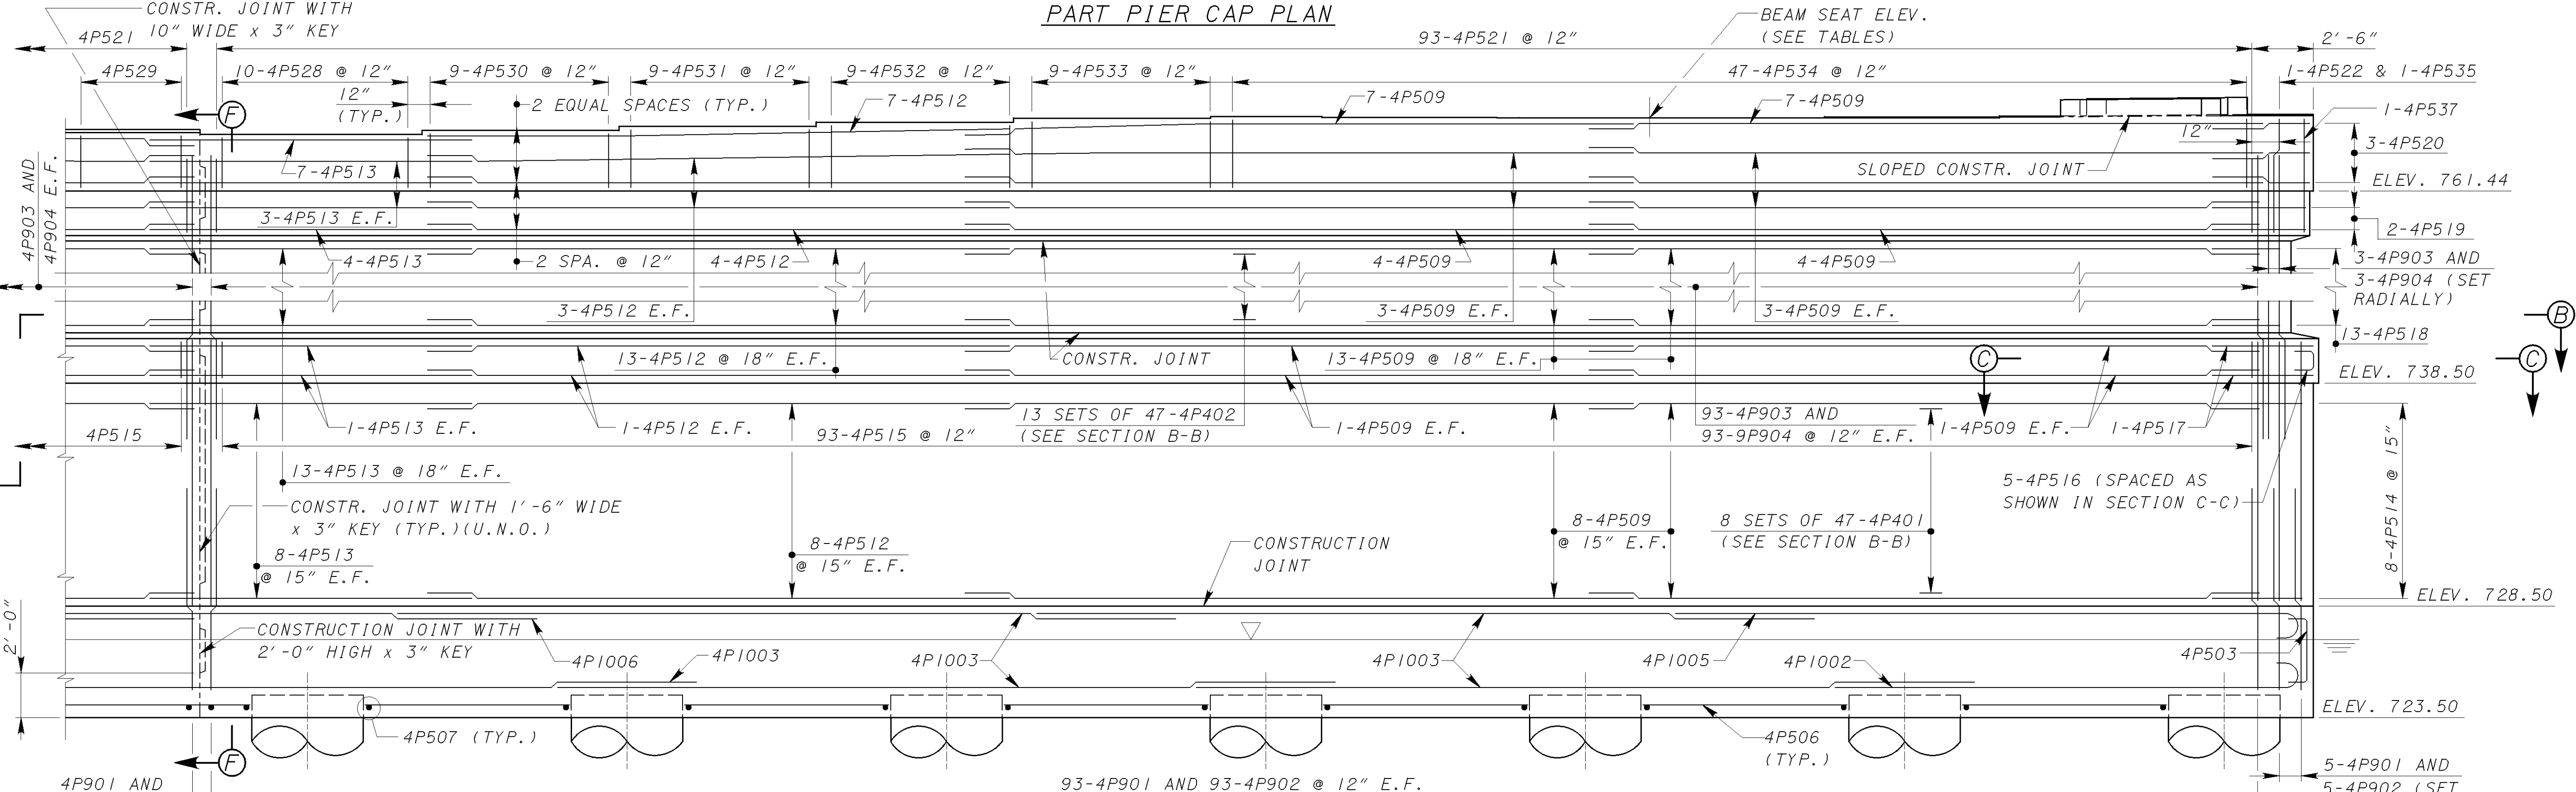 PART PIER CAP PLAN
CONSTR. JOINT WITH
10" WIDE x 3" KEY
BEAM SEAT ELEV.
(SEE TABLES)
4P521
93-4P521 @ 12"
2'-6"
4P529
10-4P528 @ 12"
9-4P530 @ 12"
9-4P531 @ 12"
9-4P532 @ 12"
9-4P533 @ 12"
47-4P534 @ 12"
1-4P522 & 1-4P535
12"
(TYP.)
2 EQUAL SPACES (TYP.)
7-4P512
7-4P509
7-4P509
1-4P537
F
12"
3-4P520
7-4P513
SLOPED CONSTR. JOINT
ELEV. 761.44
4P903 AND
4P904 E.F.
3-4P513 E.F.
2-4P519
4-4P513
2 SPA. @ 12"
4-4P512
4-4P509
4-4P509
3-4P903 AND
3-4P904 (SET
RADIALLY)
3-4P512 E.F.
3-4P509 E.F.
3-4P509 E.F.
B
13-4P518
13-4P512 @ 18" E.F.
CONSTR. JOINT
13-4P509 @ 18" E.F.
C
C
ELEV. 738.50
13 SETS OF 47-4P402
(SEE SECTION B-B)
93-4P903 AND
93-9P904 @ 12" E.F.
4P515
1-4P513 E.F.
1-4P512 E.F.
93-4P515 @ 12"
1-4P509 E.F.
1-4P509 E.F.
1-4P517
13-4P513 @ 18" E.F.
5-4P516 (SPACED AS
SHOWN IN SECTION C-C)
8-4P514 @ 15"
CONSTR. JOINT WITH 1'-6" WIDE
x 3" KEY (TYP.)(U.N.O.)
8-4P513
@ 15" E.F.
8-4P512
@ 15" E.F.
CONSTRUCTION
JOINT
8-4P509
@ 15" E.F.
8 SETS OF 47-4P401
(SEE SECTION B-B)
ELEV. 728.50
2'-0"
CONSTRUCTION JOINT WITH
2'-0" HIGH x 3" KEY
4P1006
4P1003
4P1003
4P1003
4P1005
4P1002
4P503
ELEV. 723.50
4P507 (TYP.)
4P506
(TYP.)
F
4P901 AND
93-4P901 AND 93-4P902 @ 12" E.F.
5-4P901 AND
5-4P902 (SET